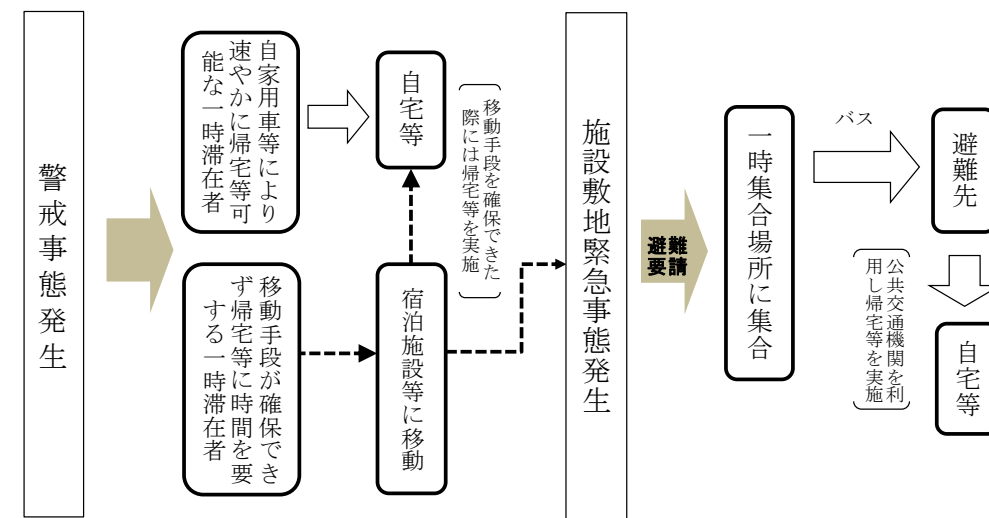 警戒事態発生
自家用車等により
速やかに帰宅等可
能な一時滞在者
自宅等
移動手段を確保できた
際には帰宅等を実施
移動手段が確保でき
ず帰宅等に時間を要
する一時滞在者
宿泊施設等に移動
施設敷地緊急事態発生
避難
要請
一時集合場所に集合
バス
避難先
公共交通機関を利
用し帰宅等を実施
自宅等